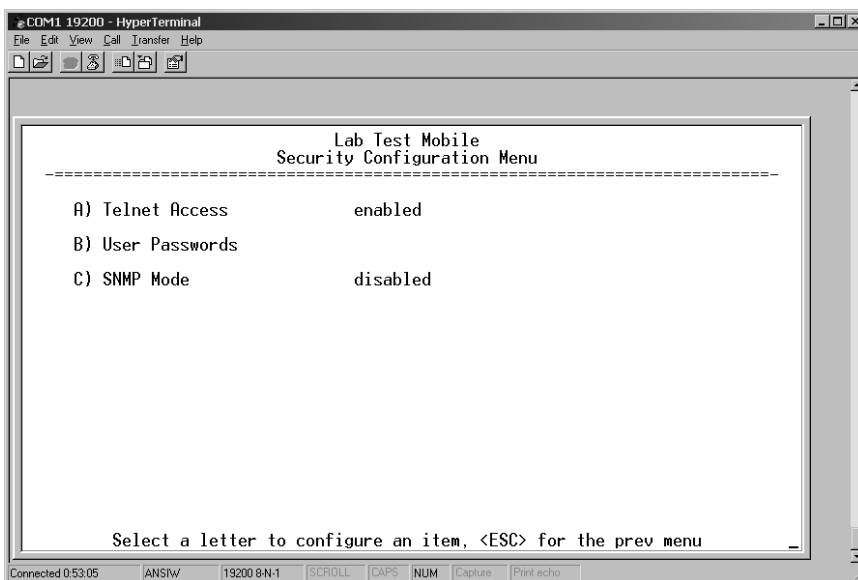 COM1 19200 - HyperTerminal
File Edit View Call Transfer Help
Lab Test Mobile
Security Configuration Menu
-==========================================================================-
A) Telnet Access enabled
B) User Passwords
C) SNMP Mode disabled
Select a letter to configure an item, <ESC> for the prev menu _
Connected 0:53:05 ANSIW 19200 8-N-1 SCROLL CAPS NUM Capture Print echo